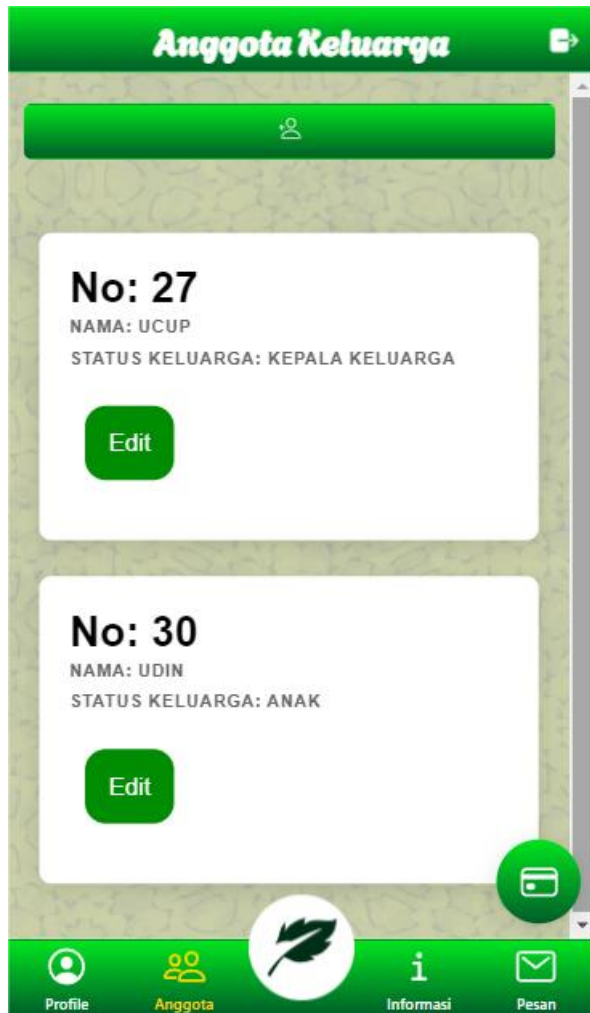 Anggota Keluarga
No: 27
NAMA: UCUP
STATUS KELUARGA: KEPALA KELUARGA
Edit
No: 30
NAMA: UDIN
STATUS KELUARGA: ANAK
Edit
Profile
Anggota
Informasi
Pesan